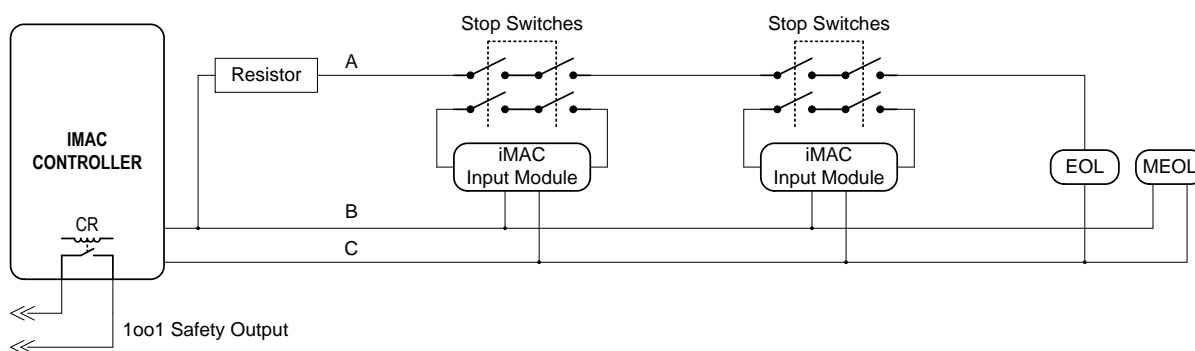 Stop Switches
Stop Switches
A
Resistor
IMAC
CONTROLLER
iMAC
Input Module
iMAC
Input Module
EOL
MEOL
B
CR
C
1oo1 Safety Output